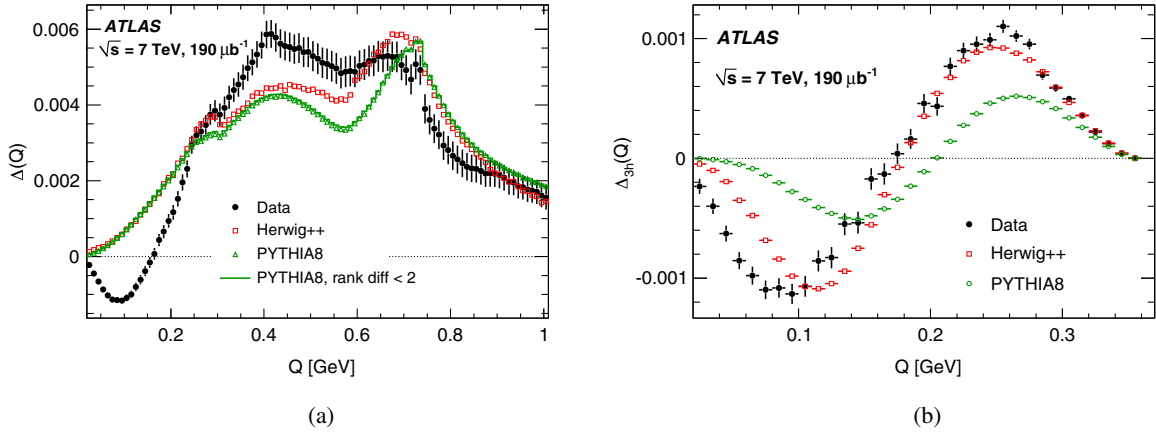 ATLAS
√s = 7 TeV, 190 μb⁻¹
Δ(Q)
0.006
0.004
0.002
0
Data
Herwig++
PYTHIA8
PYTHIA8, rank diff < 2
0.2
0.4
0.6
0.8
1
Q [GeV]
(a)
ATLAS
√s = 7 TeV, 190 μb⁻¹
Δ3h(Q)
0.001
0
-0.001
Data
Herwig++
PYTHIA8
0.1
0.2
0.3
Q [GeV]
(b)